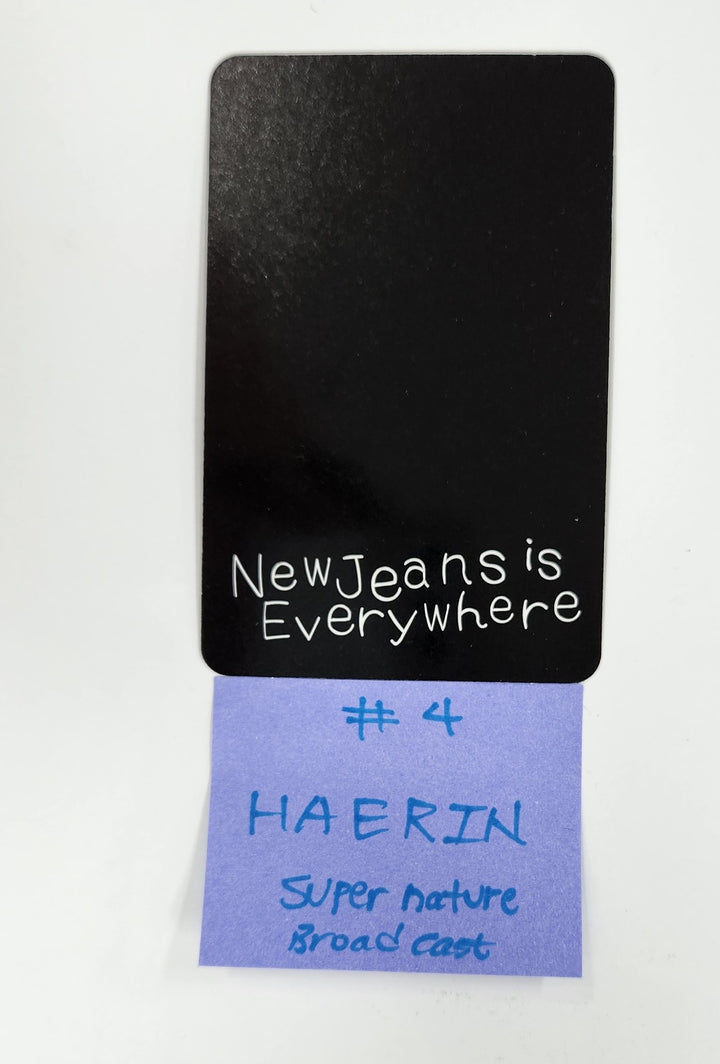 NewJeans is
Everywhere
# 4
HAERIN
Super nature
Broad cast